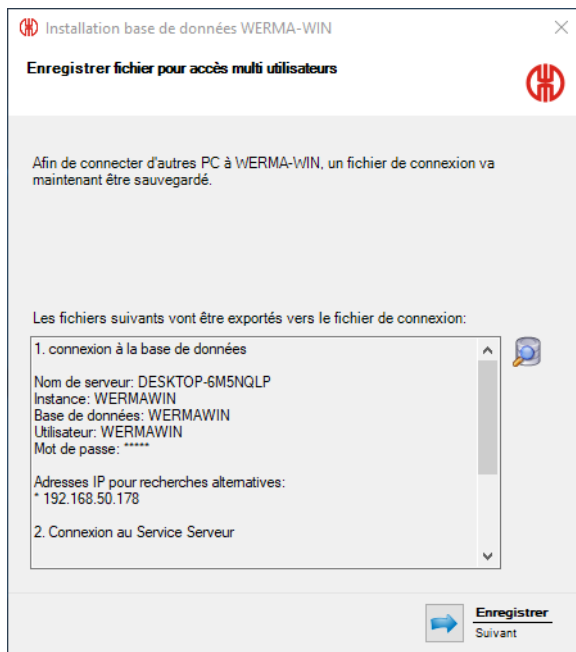 Installation base de données WERMA-WIN
Enregistrer fichier pour accès multi utilisateurs
Afin de connecter d'autres PC à WERMA-WIN, un fichier de connexion va
maintenant être sauvegardé.
Les fichiers suivants vont être exportés vers le fichier de connexion:
1. connexion à la base de données
Nom de serveur: DESKTOP-6M5NQLP
Instance: WERMAWIN
Base de données: WERMAWIN
Utilisateur: WERMAWIN
Mot de passe: *****
Adresses IP pour recherches alternatives:
* 192.168.50.178
2. Connexion au Service Serveur
Enregistrer
Suivant